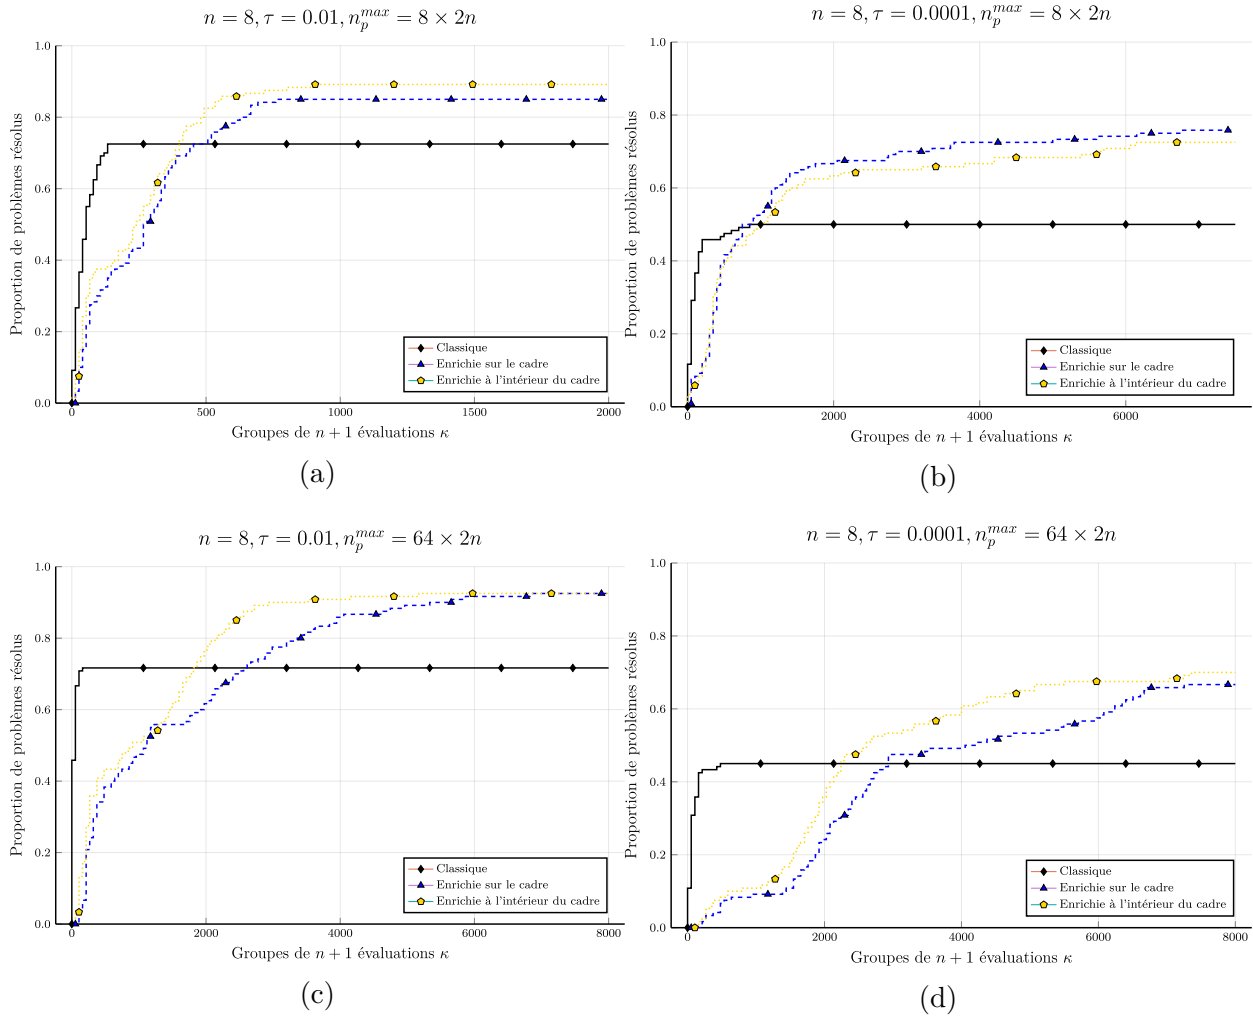 n = 8, τ = 0.01, n_p^{max} = 8 × 2n
Proportion de problèmes résolus
1.0
0.8
0.6
0.4
0.2
0.0
0
500
1000
1500
2000
Classique
Enrichie sur le cadre
Enrichie à l'intérieur du cadre
Groupes de n + 1 évaluations κ
(a)
n = 8, τ = 0.0001, n_p^{max} = 8 × 2n
Proportion de problèmes résolus
1.0
0.8
0.6
0.4
0.2
0.0
0
2000
4000
6000
Classique
Enrichie sur le cadre
Enrichie à l'intérieur du cadre
Groupes de n + 1 évaluations κ
(b)
n = 8, τ = 0.01, n_p^{max} = 64 × 2n
Proportion de problèmes résolus
1.0
0.8
0.6
0.4
0.2
0.0
0
2000
4000
6000
8000
Classique
Enrichie sur le cadre
Enrichie à l'intérieur du cadre
Groupes de n + 1 évaluations κ
(c)
n = 8, τ = 0.0001, n_p^{max} = 64 × 2n
Proportion de problèmes résolus
1.0
0.8
0.6
0.4
0.2
0.0
0
2000
4000
6000
8000
Classique
Enrichie sur le cadre
Enrichie à l'intérieur du cadre
Groupes de n + 1 évaluations κ
(d)